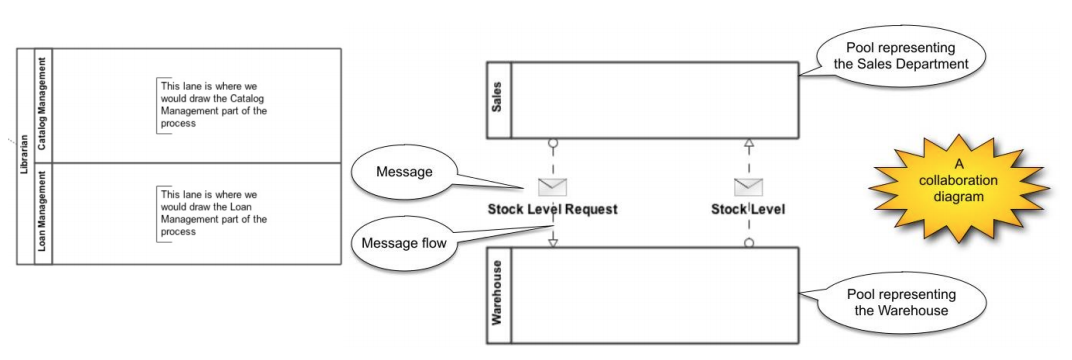 Librarian
Catalog Management
This lane is where we
would draw the Catalog
Management part of the
process
Loan Management
This lane is where we
would draw the Loan
Management part of the
process
Sales
Pool representing
the Sales Department
Message
Stock Level Request
Stock Level
Message flow
Warehouse
Pool representing
the Warehouse
A
collaboration
diagram